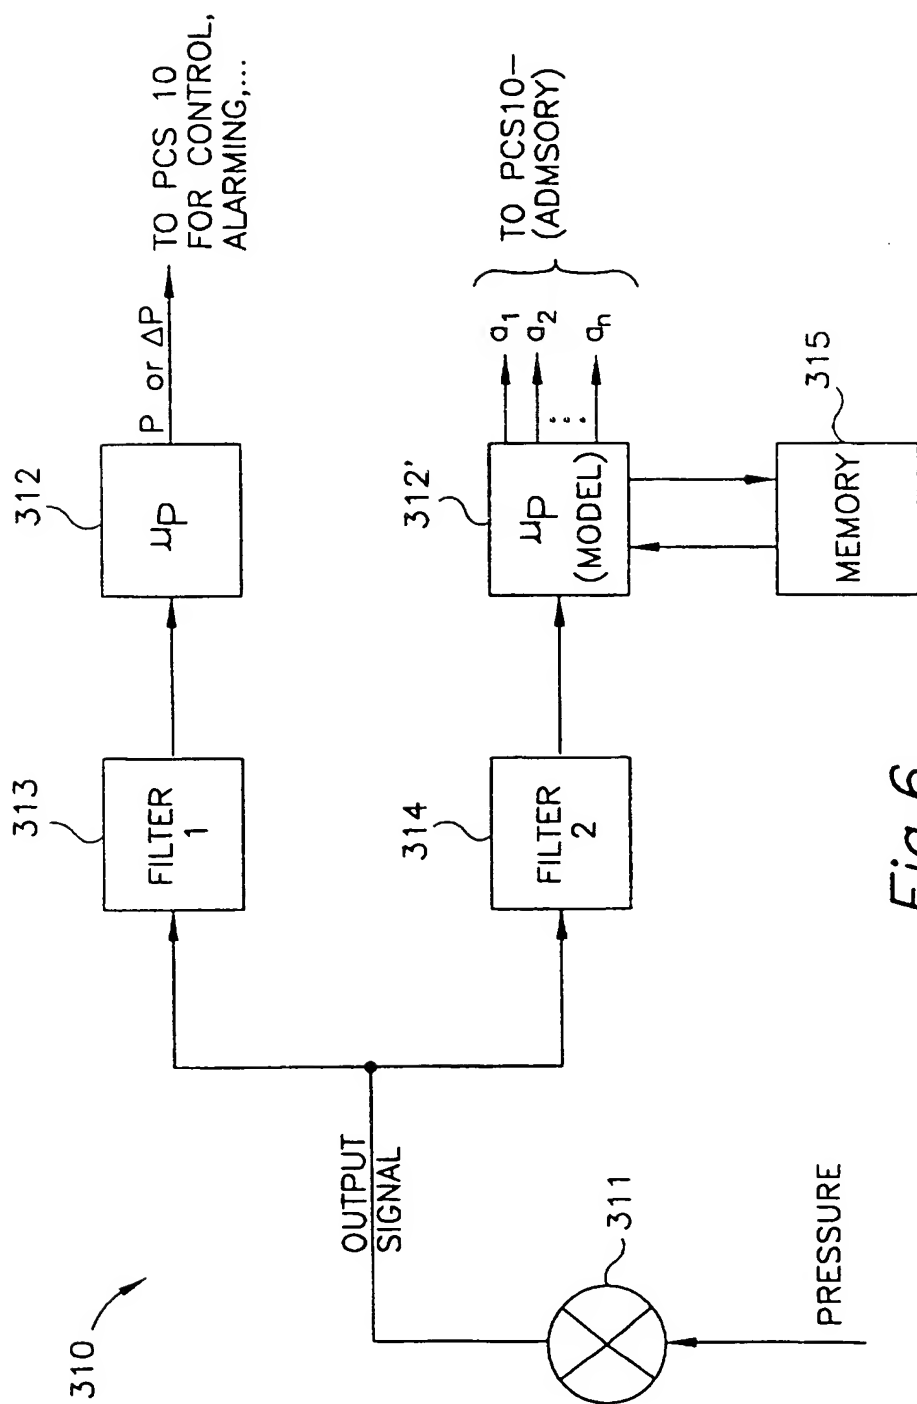 310
PRESSURE
311
OUTPUT
SIGNAL
313
FILTER
1
312
µP
P or ΔP
TO PCS 10
FOR CONTROL,
ALARMING,...
314
FILTER
2
312'
µP
(MODEL)
a1
a2
...
an
TO PCS10–
(ADMSORY)
315
MEMORY
Fig. 6